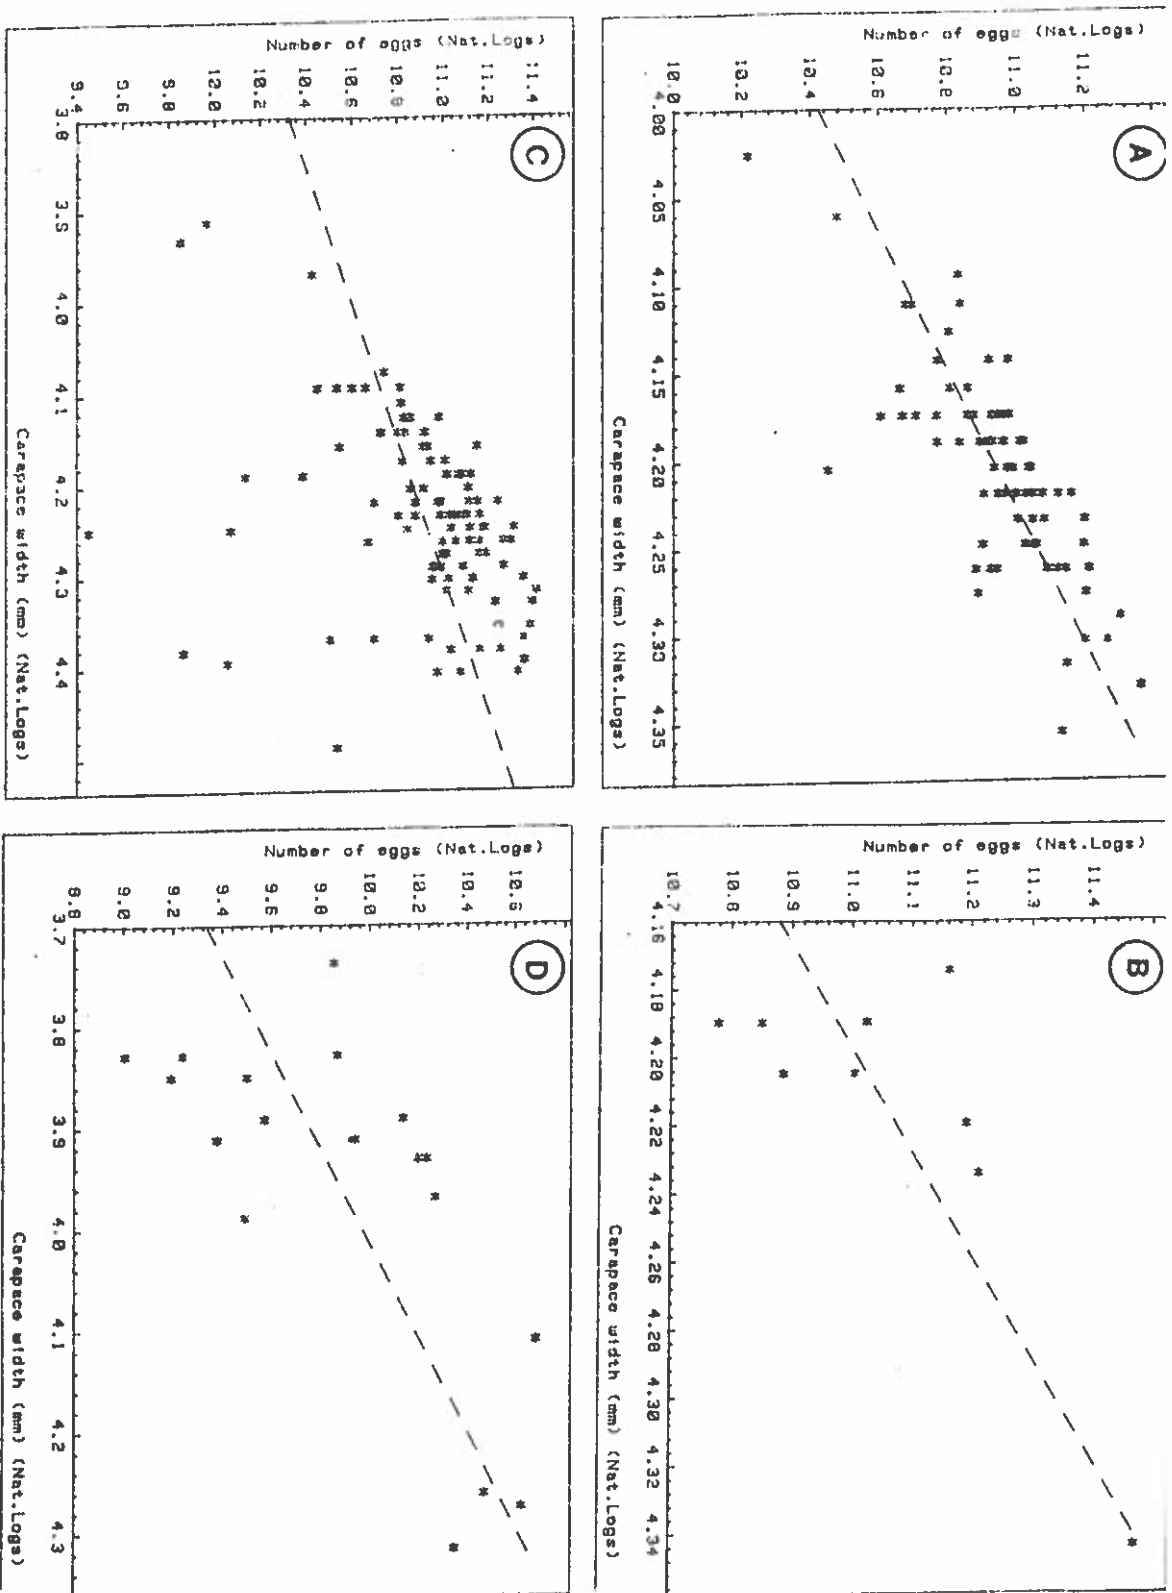 A
Number of eggs (Nat.Logs)
11.2
11.0
10.8
10.6
10.4
10.2
10.0
4.00 4.05 4.10 4.15 4.20 4.25 4.30 4.35
Carapace width (mm) (Nat.Logs)
B
Number of eggs (Nat.Logs)
11.4
11.3
11.2
11.1
11.0
10.9
10.8
10.7
4.16 4.18 4.20 4.22 4.24 4.26 4.28 4.30 4.32 4.34
Carapace width (mm) (Nat.Logs)
C
Number of eggs (Nat.Logs)
11.4
11.2
11.0
10.8
10.6
10.4
10.2
10.0
9.8
9.6
9.4
3.8 3.9 4.0 4.1 4.2 4.3 4.4
Carapace width (mm) (Nat.Logs)
D
Number of eggs (Nat.Logs)
10.6
10.4
10.2
10.0
9.8
9.6
9.4
9.2
9.0
8.8
3.7 3.8 3.9 4.0 4.1 4.2 4.3
Carapace width (mm) (Nat.Logs)